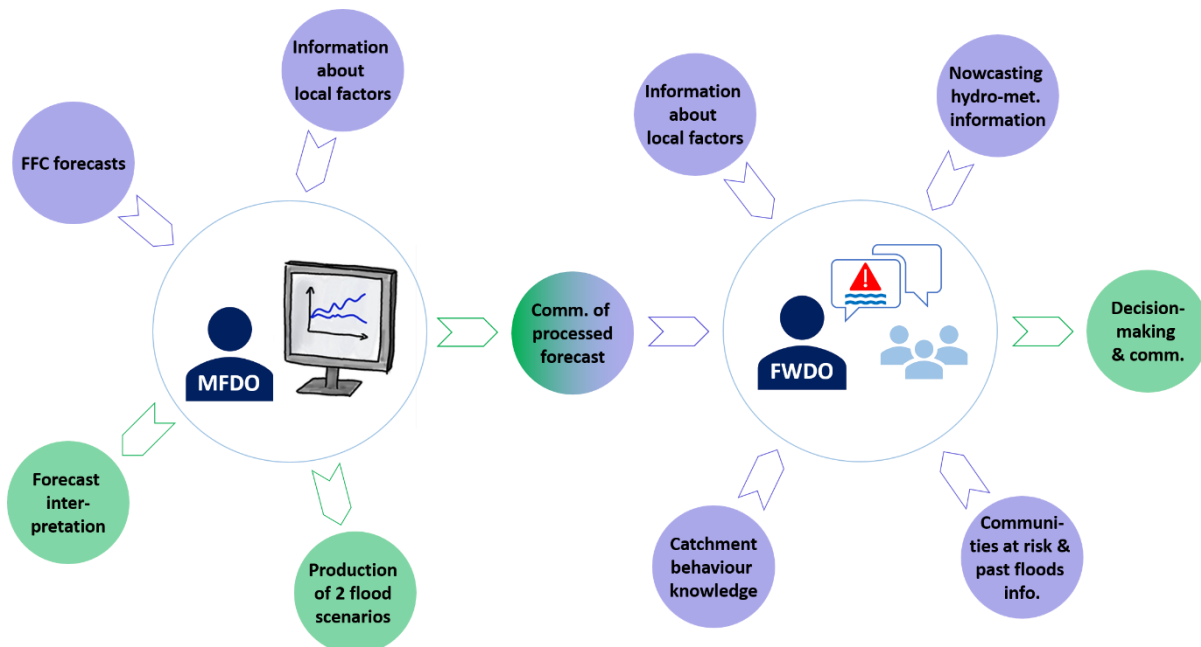 Information
about
local factors
FFC forecasts
MFDO
Forecast
inter-
pretation
Production
of 2 flood
scenarios
Comm. of
processed
forecast
Information
about
local factors
Nowcasting
hydro-met.
information
!
FWDO
Decision-
making
& comm.
Catchment
behaviour
knowledge
Communi-
ties at risk &
past floods
info.